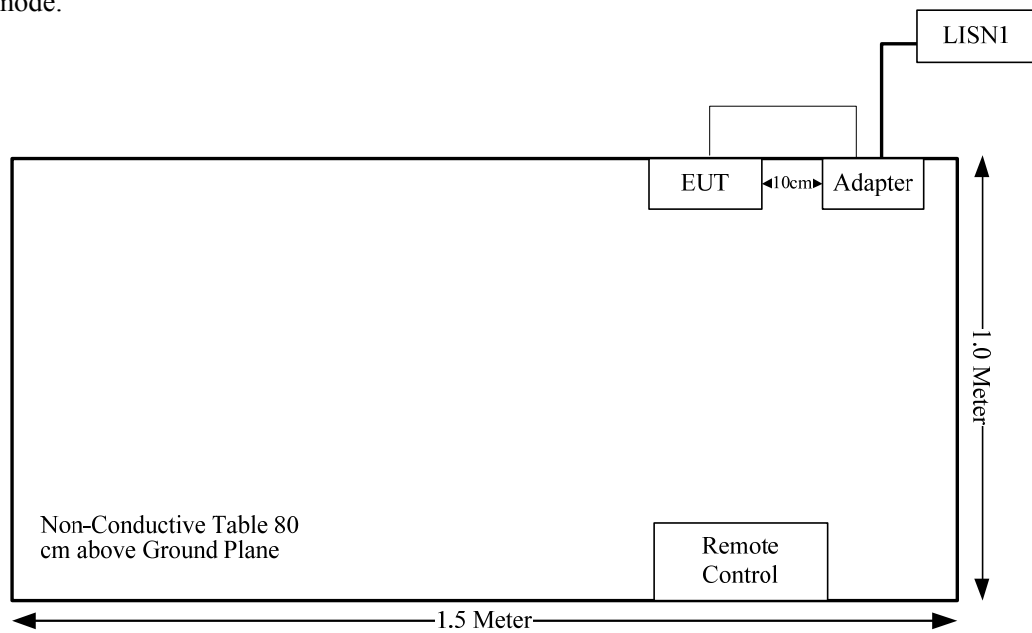 mode.
LISN1
EUT
10cm
Adapter
1.0 Meter
Non-Conductive Table 80
cm above Ground Plane
Remote
Control
1.5 Meter